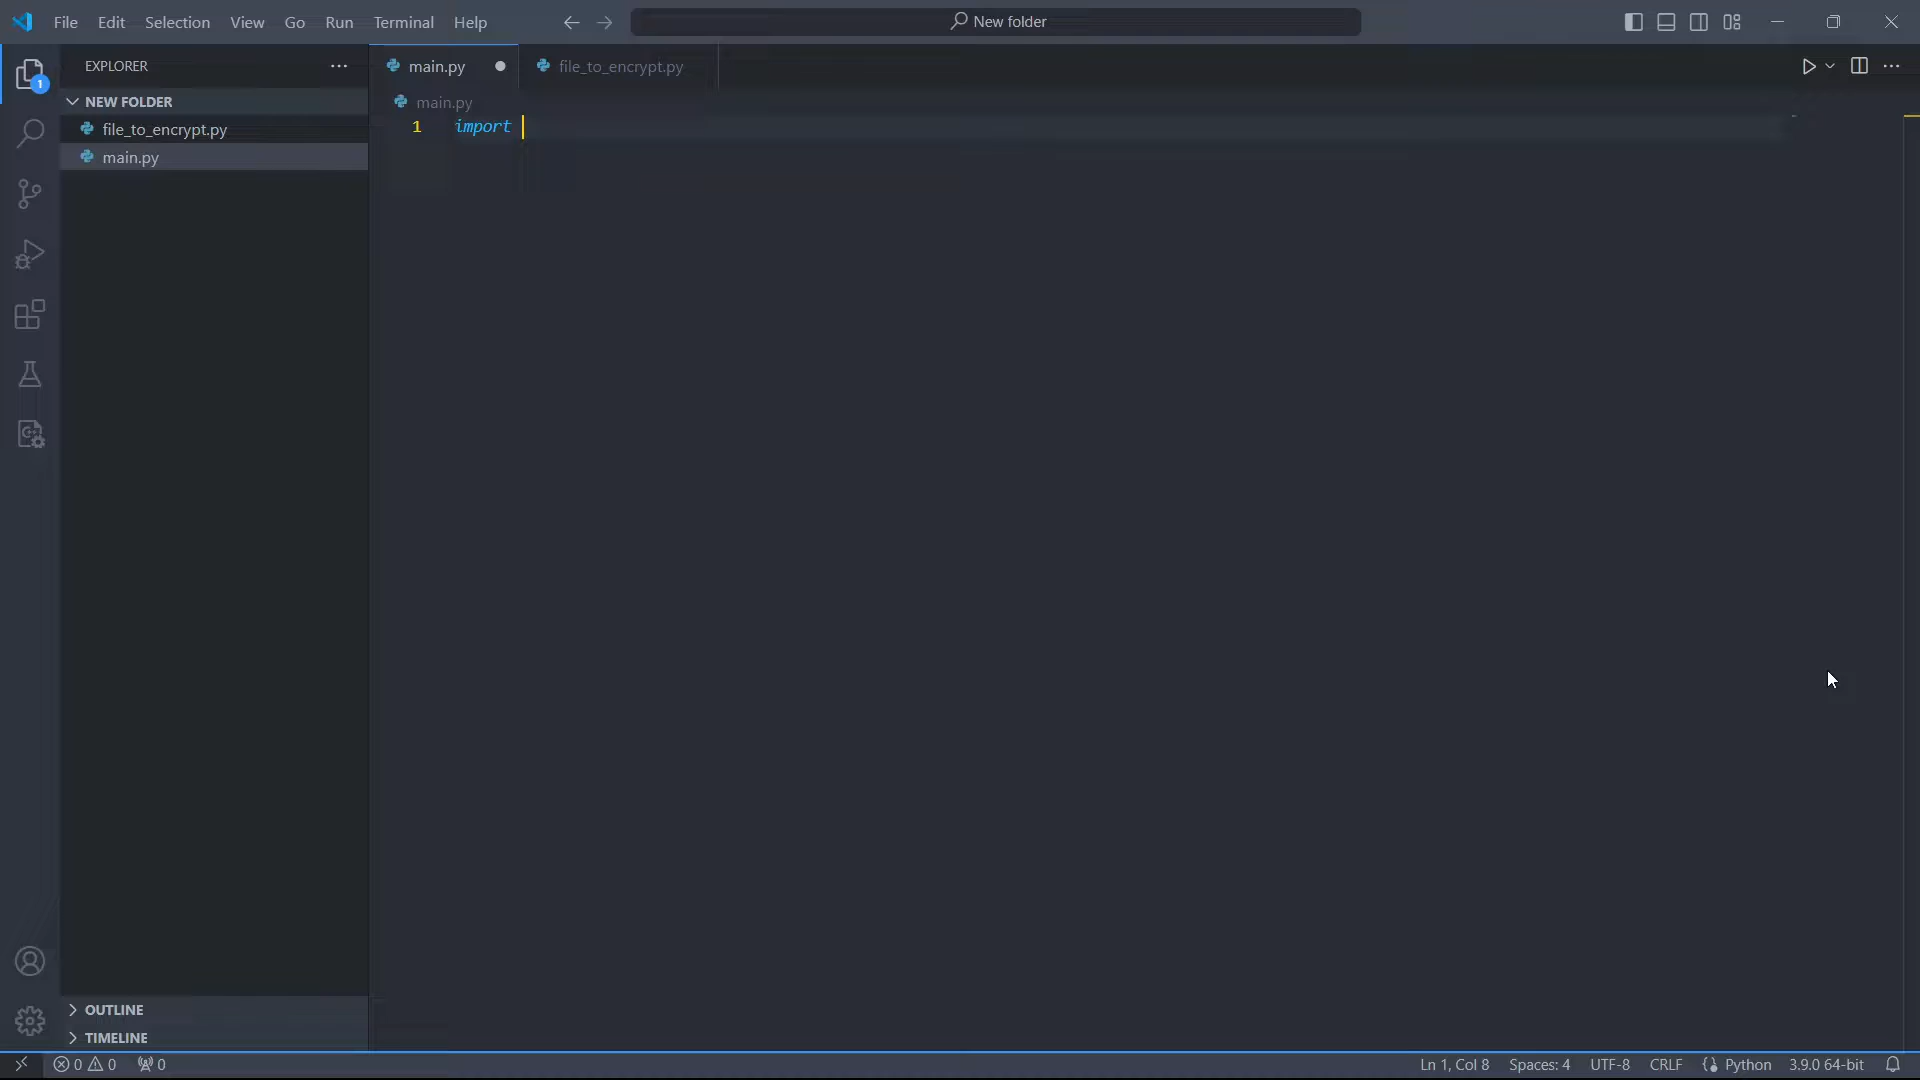 File Edit Selection View Go Run Terminal Help
New folder
EXPLORER
1
NEW FOLDER
file_to_encrypt.py
main.py
main.py
file_to_encrypt.py
main.py
1 import
OUTLINE
TIMELINE
0 0 0
Ln 1, Col 8 Spaces: 4 UTF-8 CRLF Python 3.9.0 64-bit